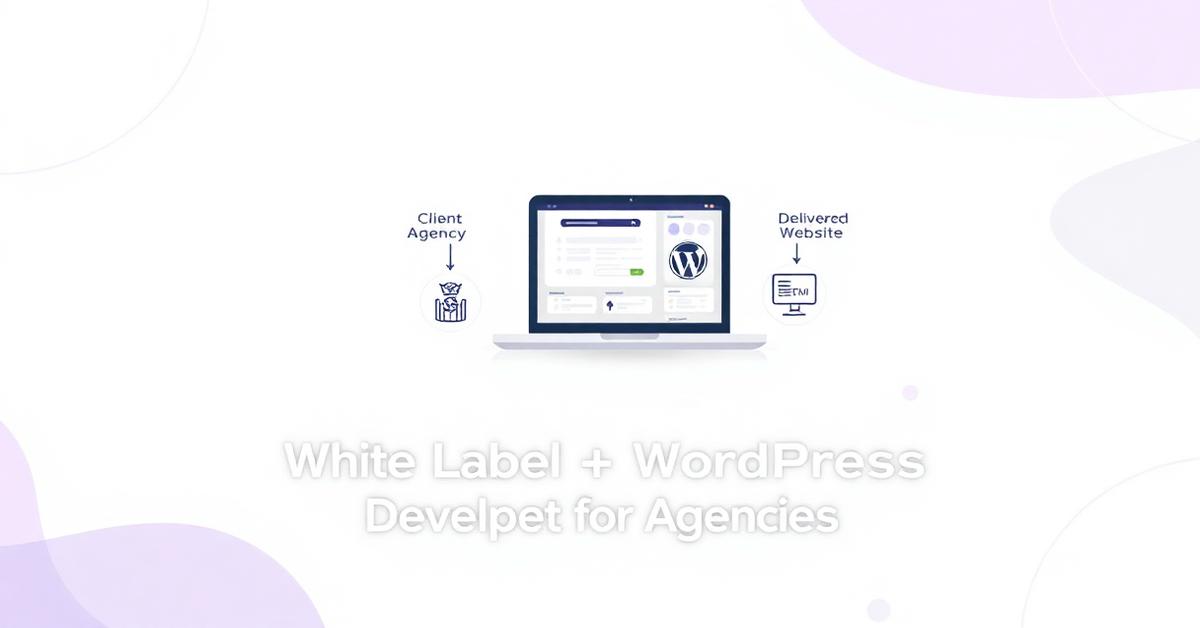 Client
Agency
Delivered
Website
White Label + WordPress
Develpet for Agencies